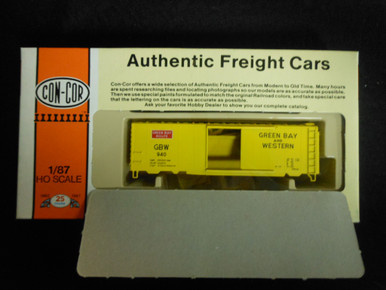 Authentic Freight Cars
Con-Cor offers a wide selection of Authentic Freight Cars from Modern to Old Time. Many hours
are spent researching files and locating photographs so our models are as accurate as possible.
Then we use special paints formulated to match the original Railroad colors, and take special care
that the lettering on the cars is as accurate as possible.
Ask your favorite Hobby Dealer to show you our complete catalog.
CON-COR
1/87
HO SCALE
25
GREEN BAY
ROUTE
GBW
GREEN BAY
AND
WESTERN